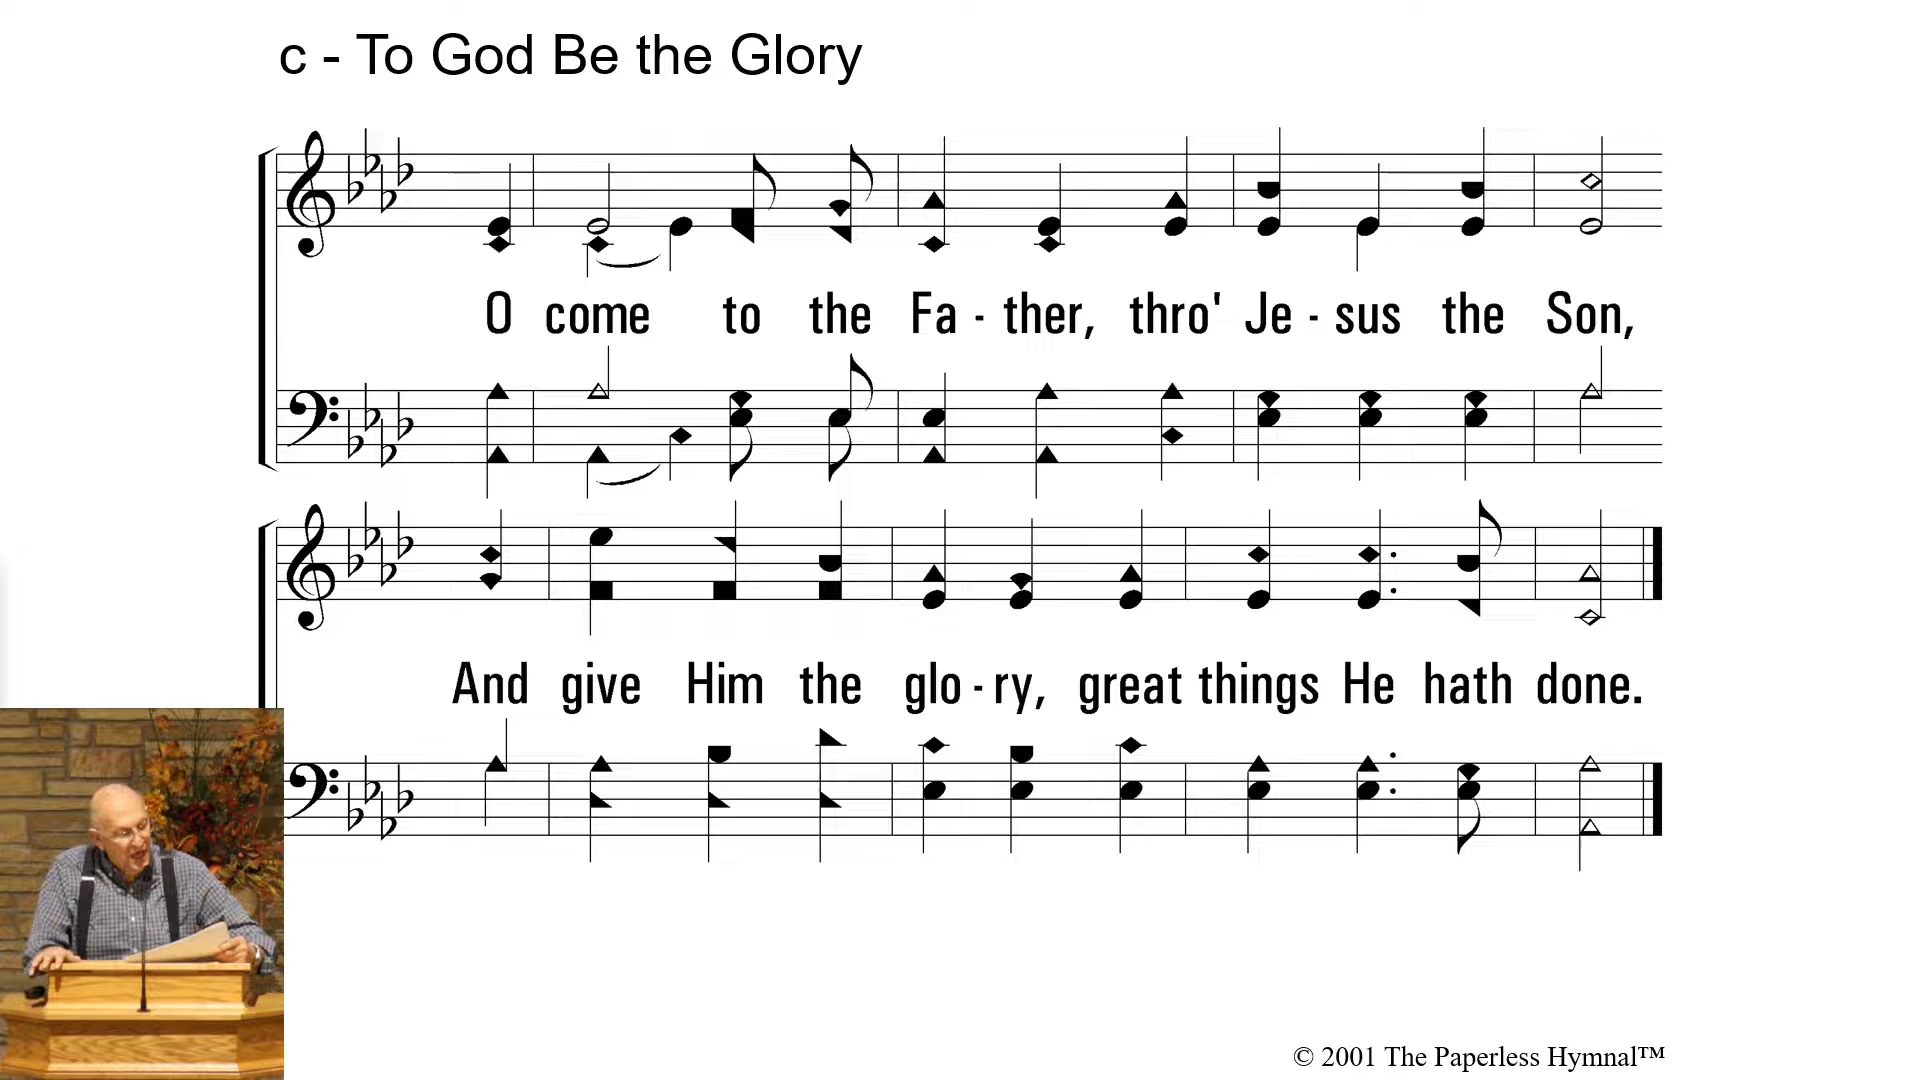 c - To God Be the Glory
O come to the Fa - ther, thro' Je - sus the Son,
And give Him the glo - ry, great things He hath done.
© 2001 The Paperless Hymnal™